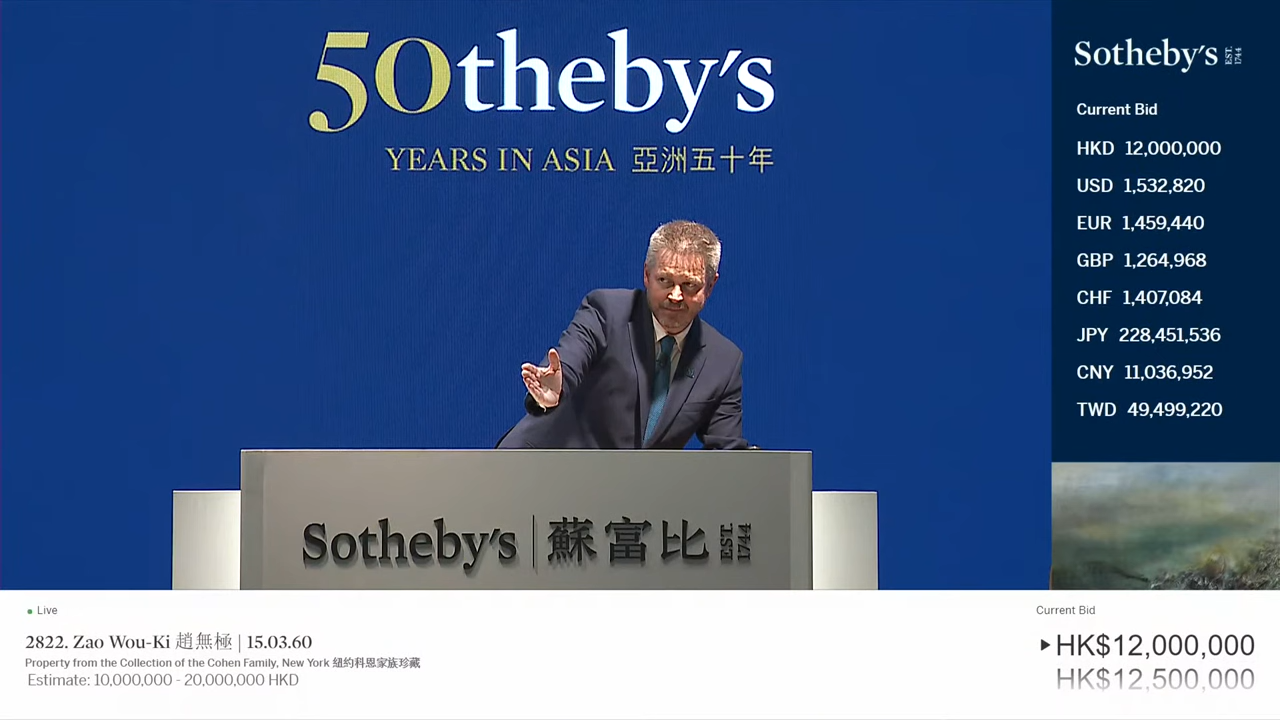 50theby's
YEARS IN ASIA 亞洲五十年
Sotheby's | 蘇富比 EST. 1744
Sotheby's EST. 1744
Current Bid
HKD 12,000,000
USD 1,532,820
EUR 1,459,440
GBP 1,264,968
CHF 1,407,084
JPY 228,451,536
CNY 11,036,952
TWD 49,499,220
Live
2822. Zao Wou-Ki 趙無極 | 15.03.60
Property from the Collection of the Cohen Family, New York 紐約科恩家族珍藏
Estimate: 10,000,000 - 20,000,000 HKD
Current Bid
HK$12,000,000
HK$12,500,000